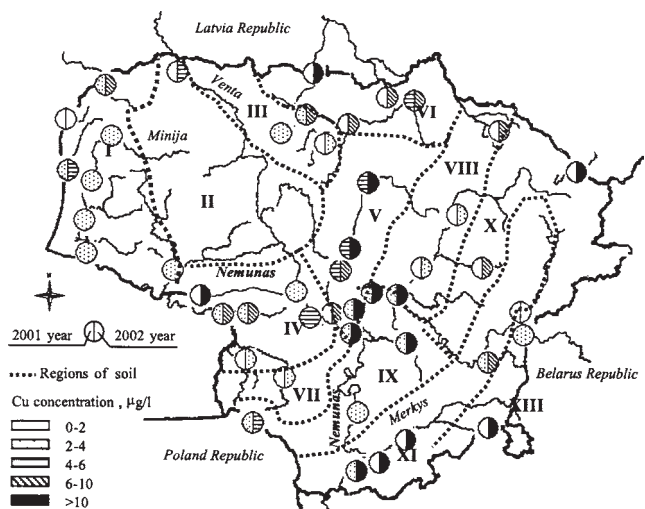 Latvia Republic
Venta
III
VI
Minija
I
VIII
II
V
X
Nemunas
N
2001 year 2002 year
IV
Regions of soil
Belarus Republic
IX
Cu concentration , µg/l
VII
Merkys
XIII
0-2
Nemunas
2-4
4-6
Poland Republic
XI
6-10
>10